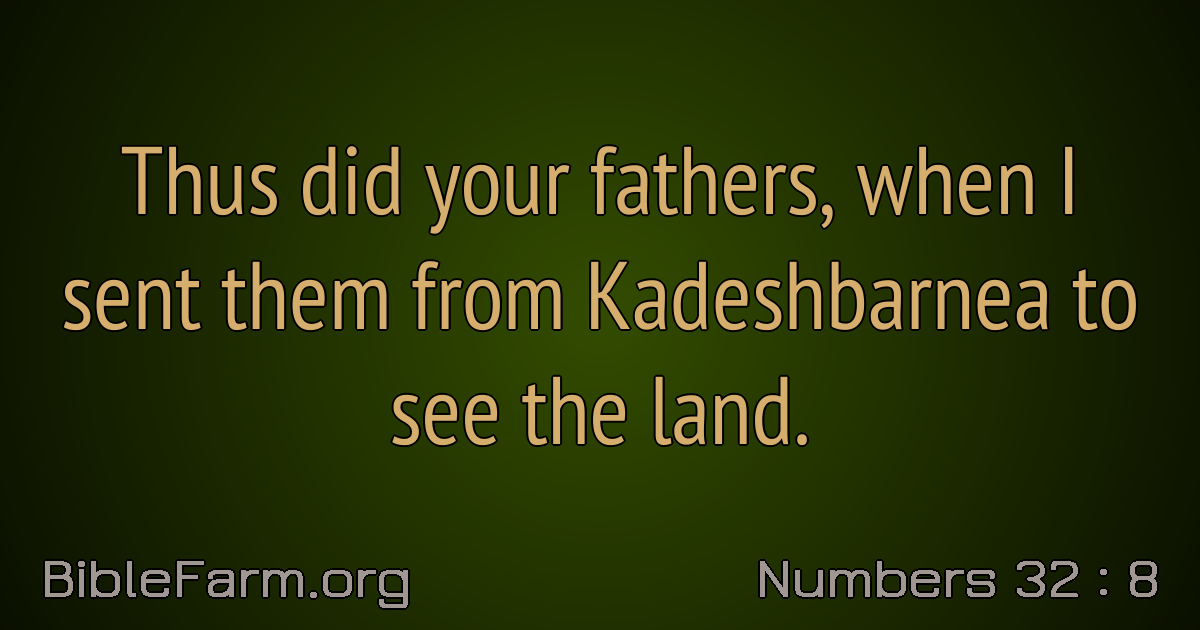 Thus did your fathers, when I
sent them from Kadeshbarnea to
see the land.
BibleFarm.org
Numbers 32 : 8